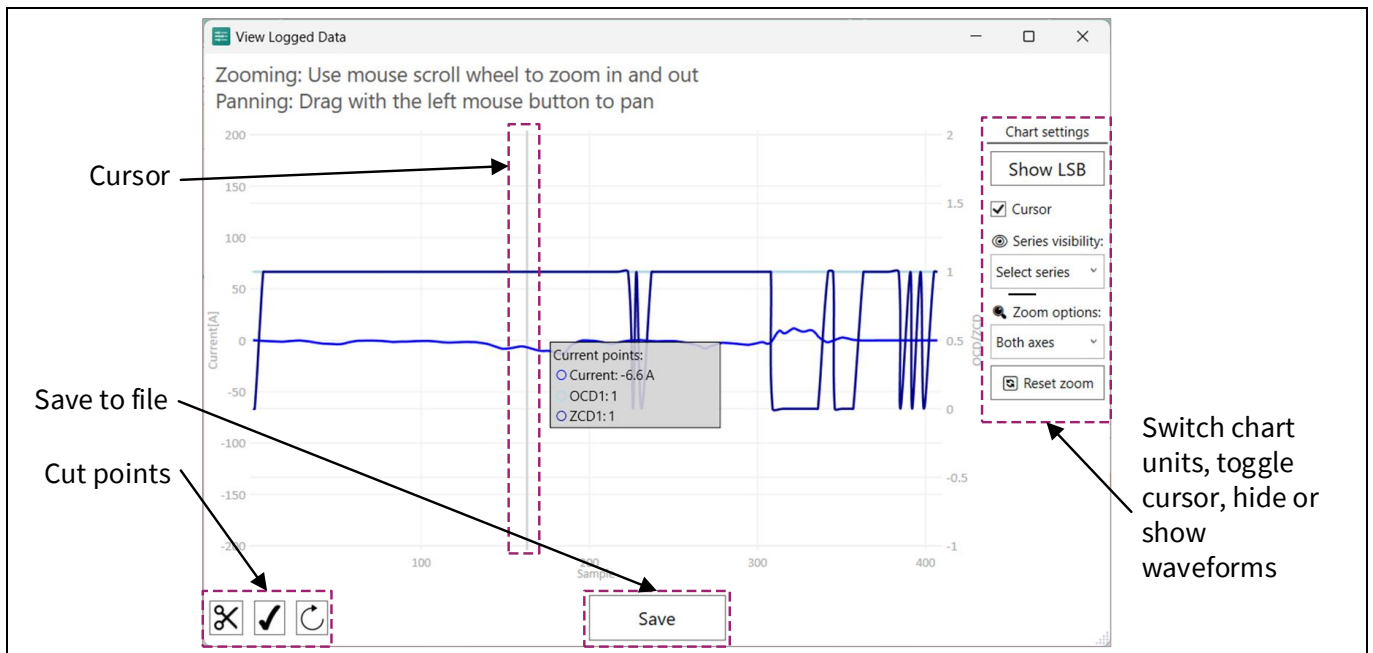 View Logged Data
Zooming: Use mouse scroll wheel to zoom in and out
Panning: Drag with the left mouse button to pan
Cursor
Save to file
Cut points
200
150
100
50
0
-50
-100
-150
-200
Current[A]
100
200
300
400
Sample
2
1.5
1
0.5
0
-0.5
-1
OCD/ZCD
Current points:
Current: -6.6 A
OCD1: 1
ZCD1: 1
Chart settings
Show LSB
Cursor
Series visibility:
Select series
Zoom options:
Both axes
Reset zoom
Switch chart
units, toggle
cursor, hide or
show
waveforms
Save